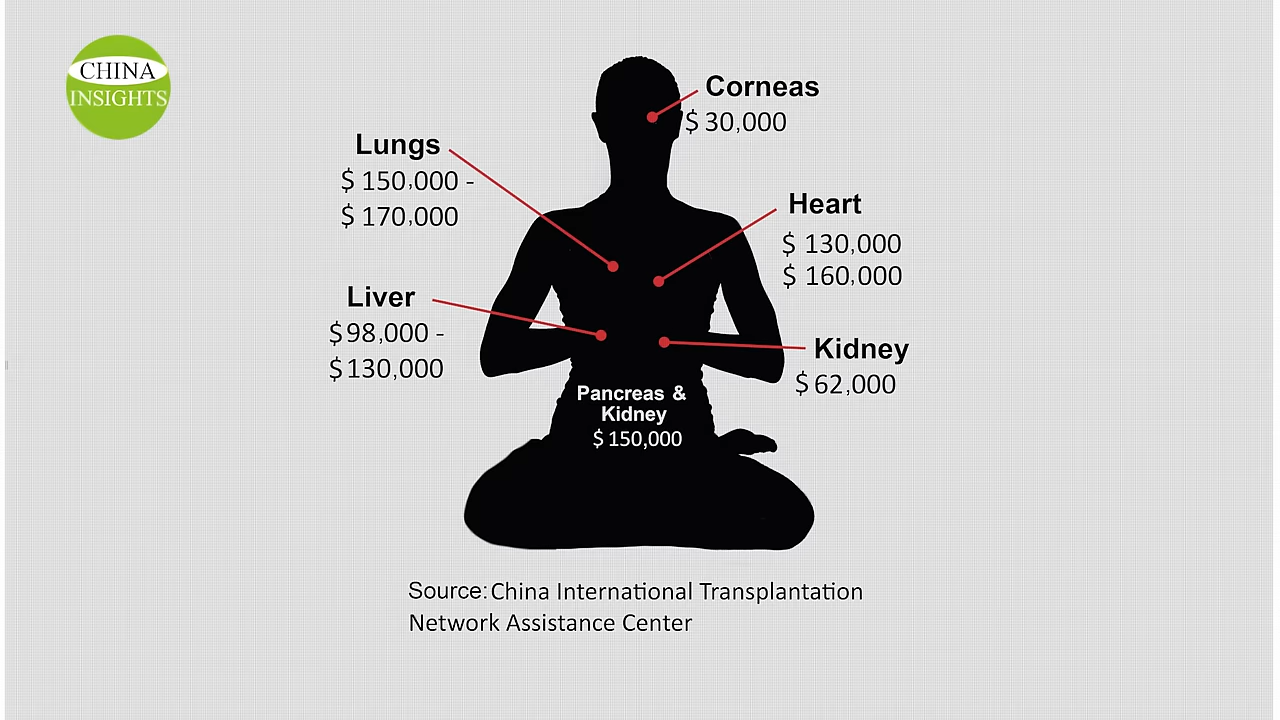 CHINA
INSIGHTS
Corneas
$ 30,000
Lungs
$ 150,000 -
$ 170,000
Heart
$ 130,000
$ 160,000
Liver
$98,000 -
$130,000
Kidney
$ 62,000
Pancreas &
Kidney
$ 150,000
Source: China International Transplantation
Network Assistance Center